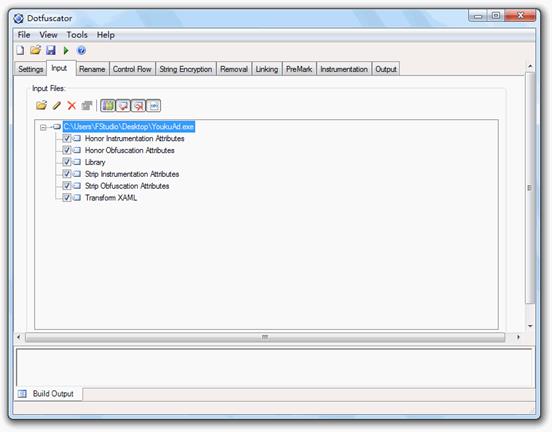 Dotfuscator
File View Tools Help
Settings Input Rename Control Flow String Encryption Removal Linking PreMark Instrumentation Output
Input Files:
C:\Users\FStudio\Desktop\YoukuAd.exe
Honor Instrumentation Attributes
Honor Obfuscation Attributes
Library
Strip Instrumentation Attributes
Strip Obfuscation Attributes
Transform XAML
Build Output